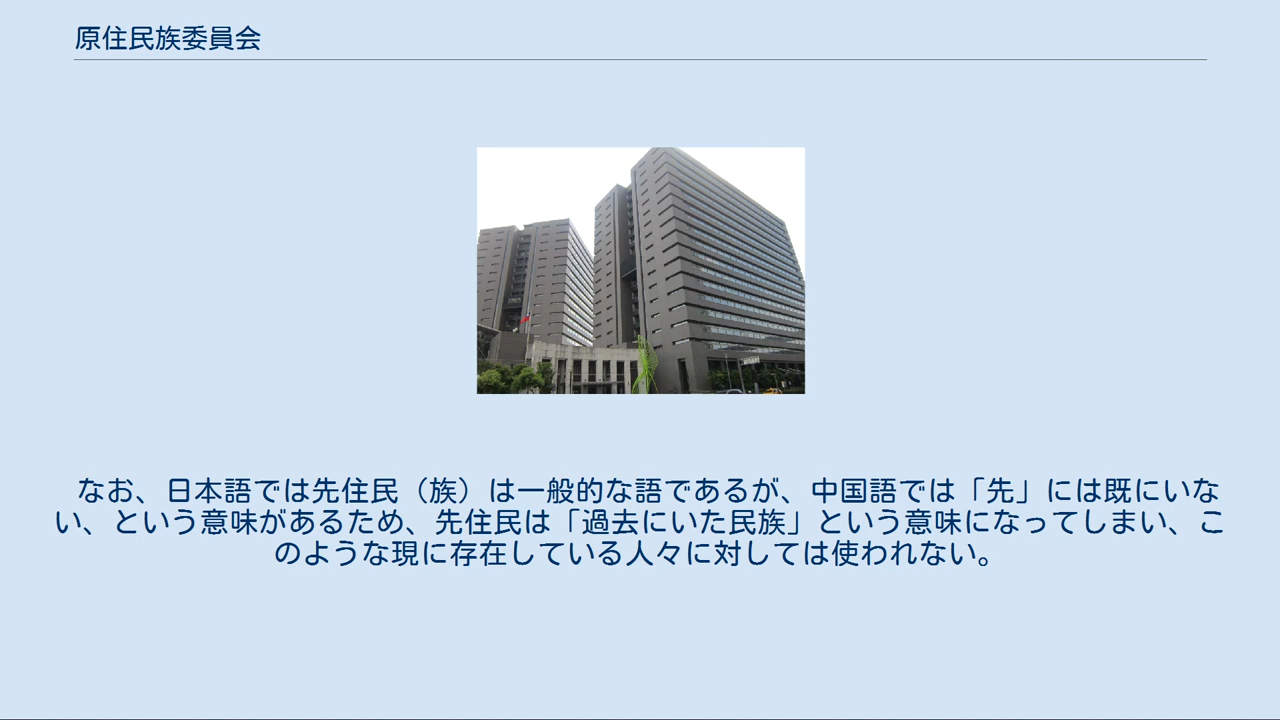 原住民族委員会
なお、日本語では先住民（族）は一般的な語であるが、中国語では「先」には既にいな
い、という意味があるため、先住民は「過去にいた民族」という意味になってしまい、こ
のような現に存在している人々に対しては使われない。